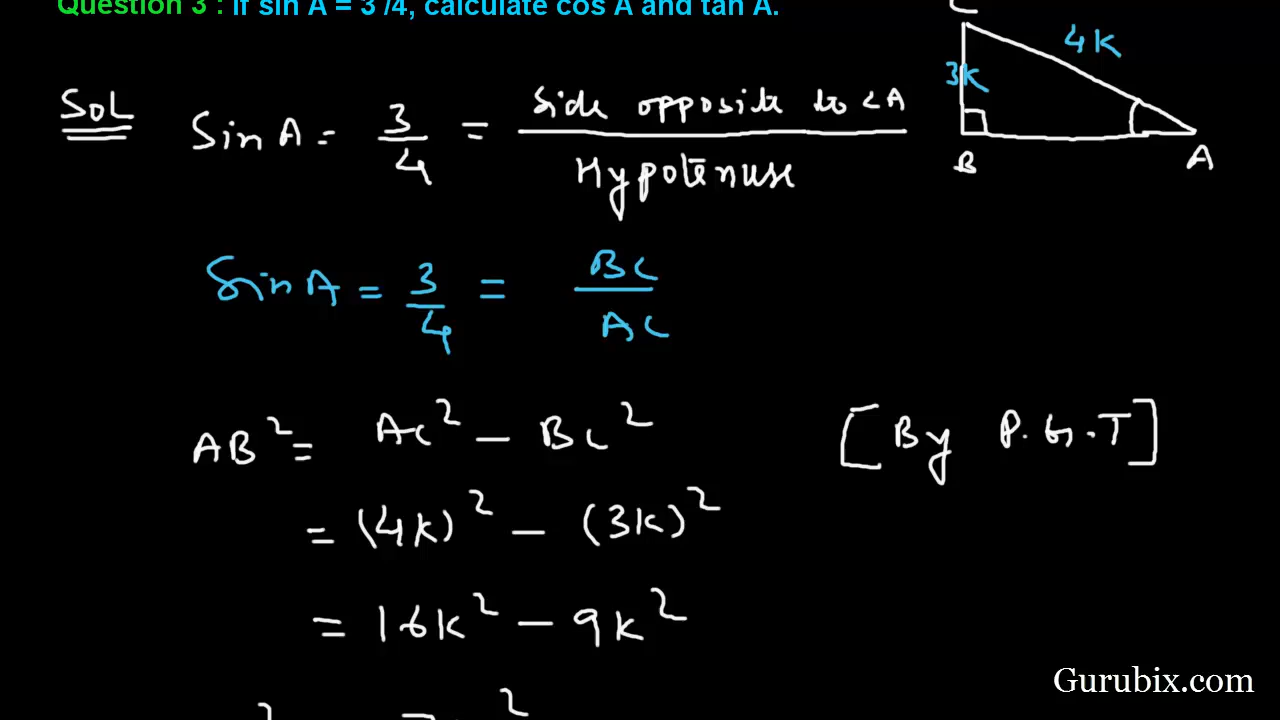 Question 3 : If sin A = 3 /4, calculate cos A and tan A.
C
4K
3K
B
A
SOL
Sin A = 3/4 = Side opposite to <A / Hypotenuse
Sin A = 3/4 = BC / AC
AB² = AC² - BC² [By P.G.T]
= (4K)² - (3K)²
= 16K² - 9K²
Gurubix.com